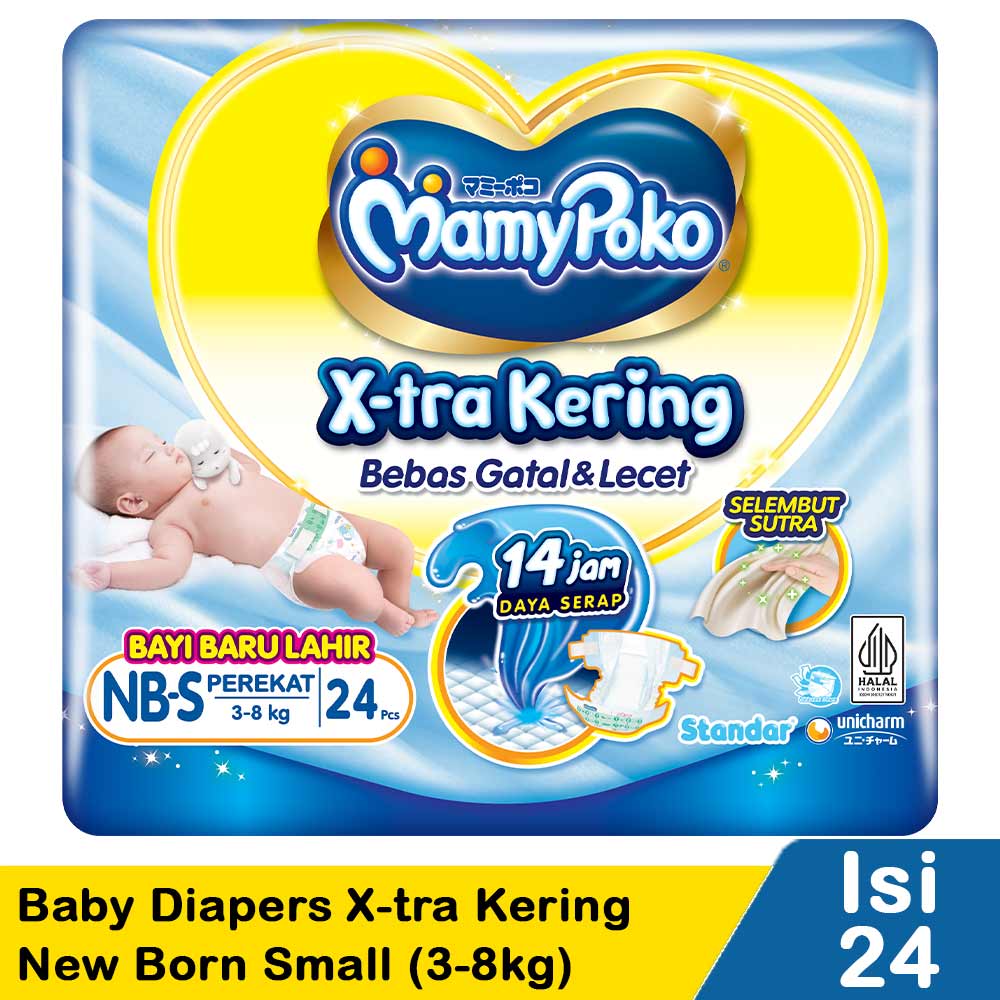 マミーポコ
MamyPoko
®
X-tra Kering
Bebas Gatal & Lecet
SELEMBUT
SUTRA
14 jam
DAYA SERAP
BAYI BARU LAHIR
NB-S PEREKAT 24 Pcs
3-8 kg
HALAL
INDONESIA
Standar
unicharm
ユニ・チャーム
Baby Diapers X-tra Kering
New Born Small (3-8kg)
Isi
24